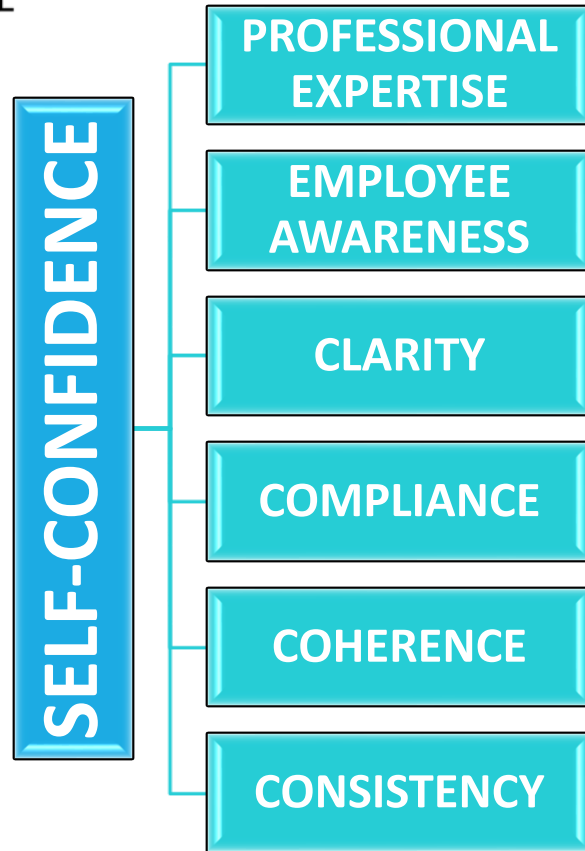 SELF-CONFIDENCE
PROFESSIONAL
EXPERTISE
EMPLOYEE
AWARENESS
CLARITY
COMPLIANCE
COHERENCE
CONSISTENCY